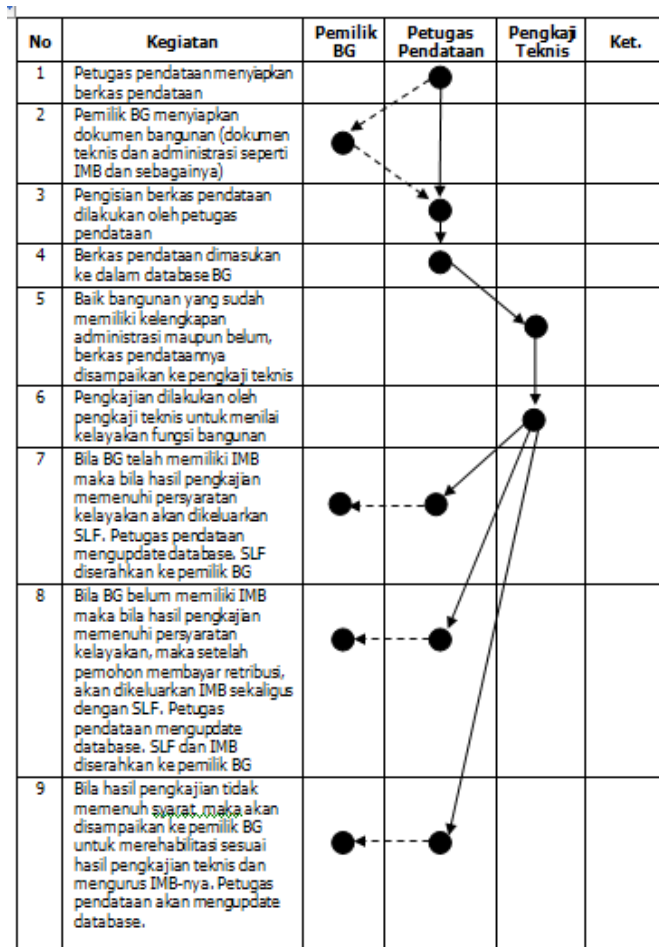 No Kegiatan Pemilik BG Petugas Pendataan Pengkaji Teknis Ket.
1 Petugas pendataan menyiapkan
berkas pendataan
2 Pemilik BG menyiapkan
dokumen bangunan (dokumen
teknis dan administrasi seperti
IMB dan sebagainya)
3 Pengisian berkas pendataan
dilakukan oleh petugas
pendataan
4 Berkas pendataan dimasukan
ke dalam database BG
5 Baik bangunan yang sudah
memiliki kelengkapan
administrasi maupun belum,
berkas pendataannya
disampaikan ke pengkaji teknis
6 Pengkajian dilakukan oleh
pengkaji teknis untuk menilai
kelayakan fungsi bangunan
7 Bila BG telah memiliki IMB
maka bila hasil pengkajian
memenuhi persyaratan
kelayakan akan dikeluarkan
SLF. Petugas pendataan
mengupdate database. SLF
diserahkan ke pemilik BG
8 Bila BG belum memiliki IMB
maka bila hasil pengkajian
memenuhi persyaratan
kelayakan, maka setelah
pemohon membayar retribusi,
akan dikeluarkan IMB sekaligus
dengan SLF. Petugas
pendataan mengupdate
database. SLF dan IMB
diserahkan ke pemilik BG
9 Bila hasil pengkajian tidak
memenuh syarat, maka akan
disampaikan ke pemilik BG
untuk merehabilitasi sesuai
hasil pengkajian teknis dan
mengurus IMB-nya. Petugas
pendataan akan mengupdate
database.